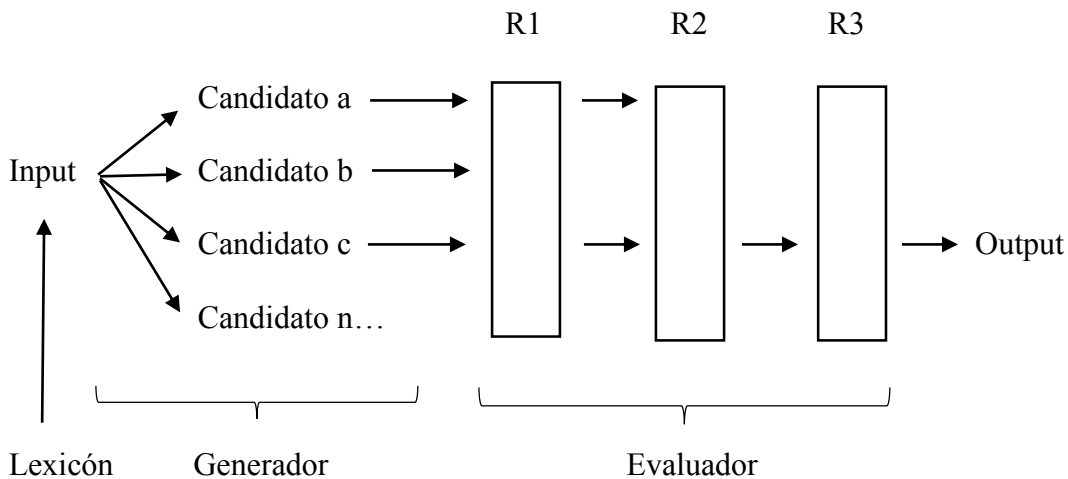 R1 R2 R3
Candidato a
Input Candidato b
Candidato c Output
Candidato n…
Lexicón Generador Evaluador